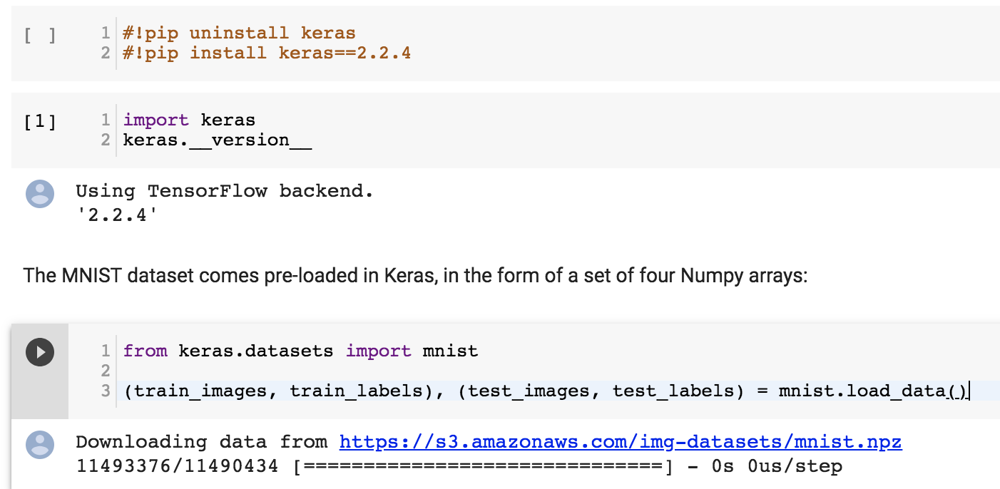 [ ] 1 #!pip uninstall keras
2 #!pip install keras==2.2.4
[1] 1 import keras
2 keras.__version__
Using TensorFlow backend.
'2.2.4'
The MNIST dataset comes pre-loaded in Keras, in the form of a set of four Numpy arrays:
1 from keras.datasets import mnist
2
3 (train_images, train_labels), (test_images, test_labels) = mnist.load_data()
Downloading data from https://s3.amazonaws.com/img-datasets/mnist.npz
11493376/11490434 [==============================] - 0s 0us/step